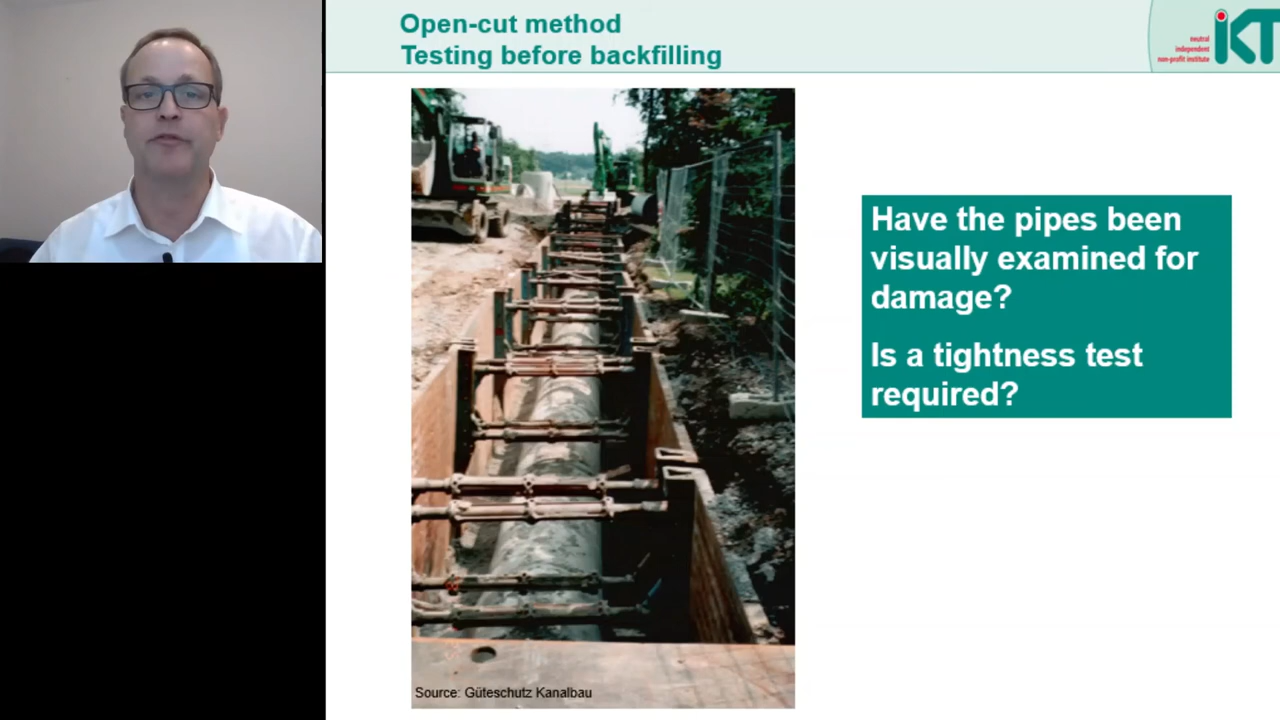 Open-cut method
Testing before backfilling
neutral
independent
non-profit institute
iKT
Have the pipes been
visually examined for
damage?
Is a tightness test
required?
Source: Güteschutz Kanalbau